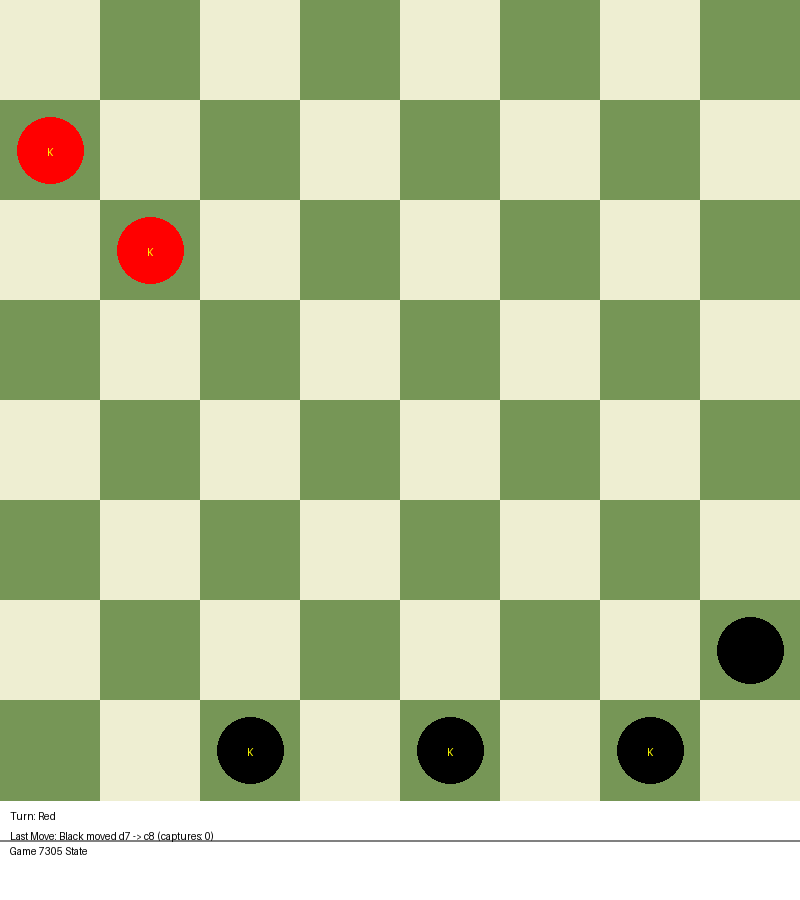 K
K
K K K
Turn: Red
Last Move: Black moved d7 -> c8 (captures: 0)
Game 7305 State